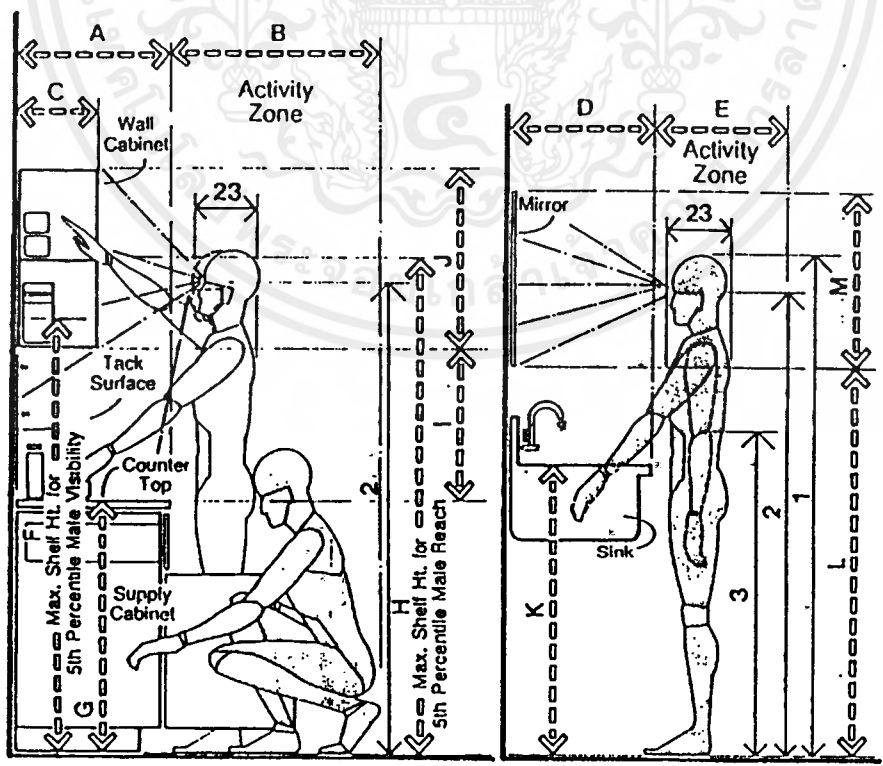 A
B
Activity
Zone
C
Wall
Cabinet
23
J
Tack
Surface
I
Counter
Top
2
F
Max. Shelf Ht. for
5th Percentile Male Visibility
G
Supply
Cabinet
H
Max. Shelf Ht. for
5th Percentile Male Reach
D
E
Activity
Zone
Mirror
23
M
Sink
K
3
2
1
L